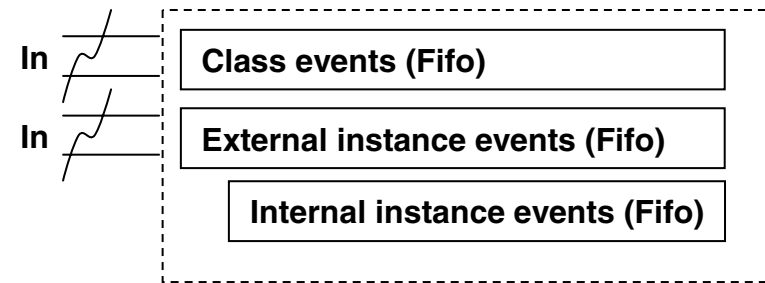 In
Class events (Fifo)
In
External instance events (Fifo)
Internal instance events (Fifo)